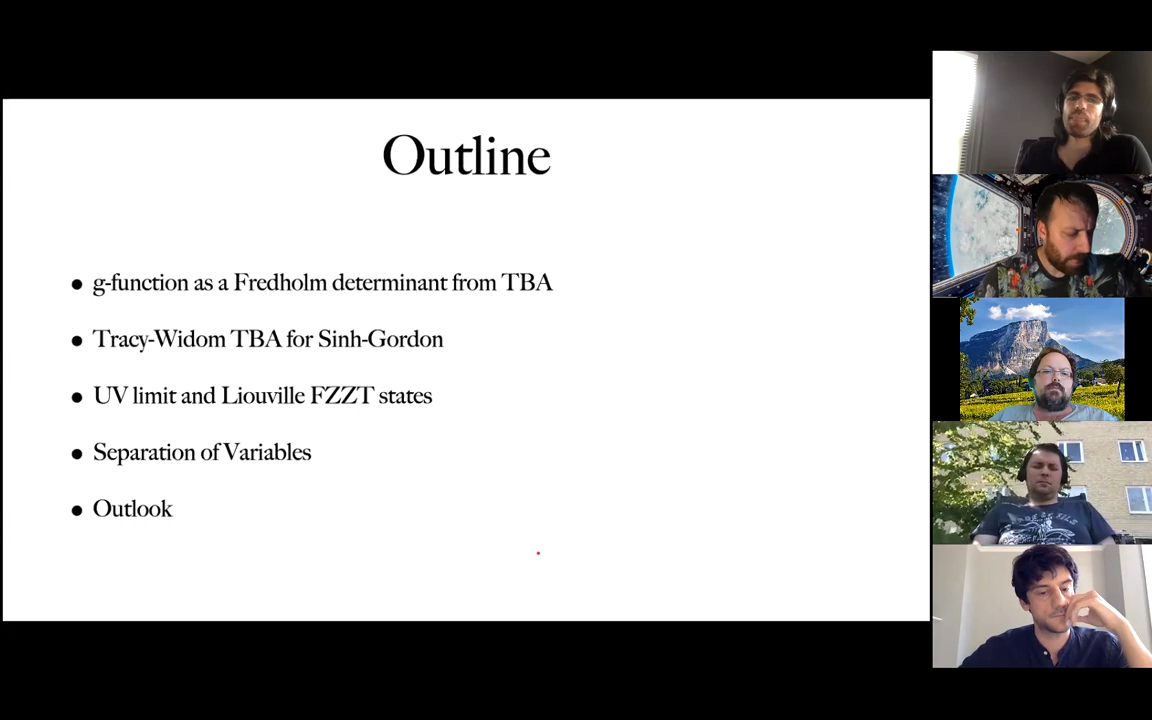 Outline
• g-function as a Fredholm determinant from TBA
• Tracy-Widom TBA for Sinh-Gordon
• UV limit and Liouville FZZT states
• Separation of Variables
• Outlook